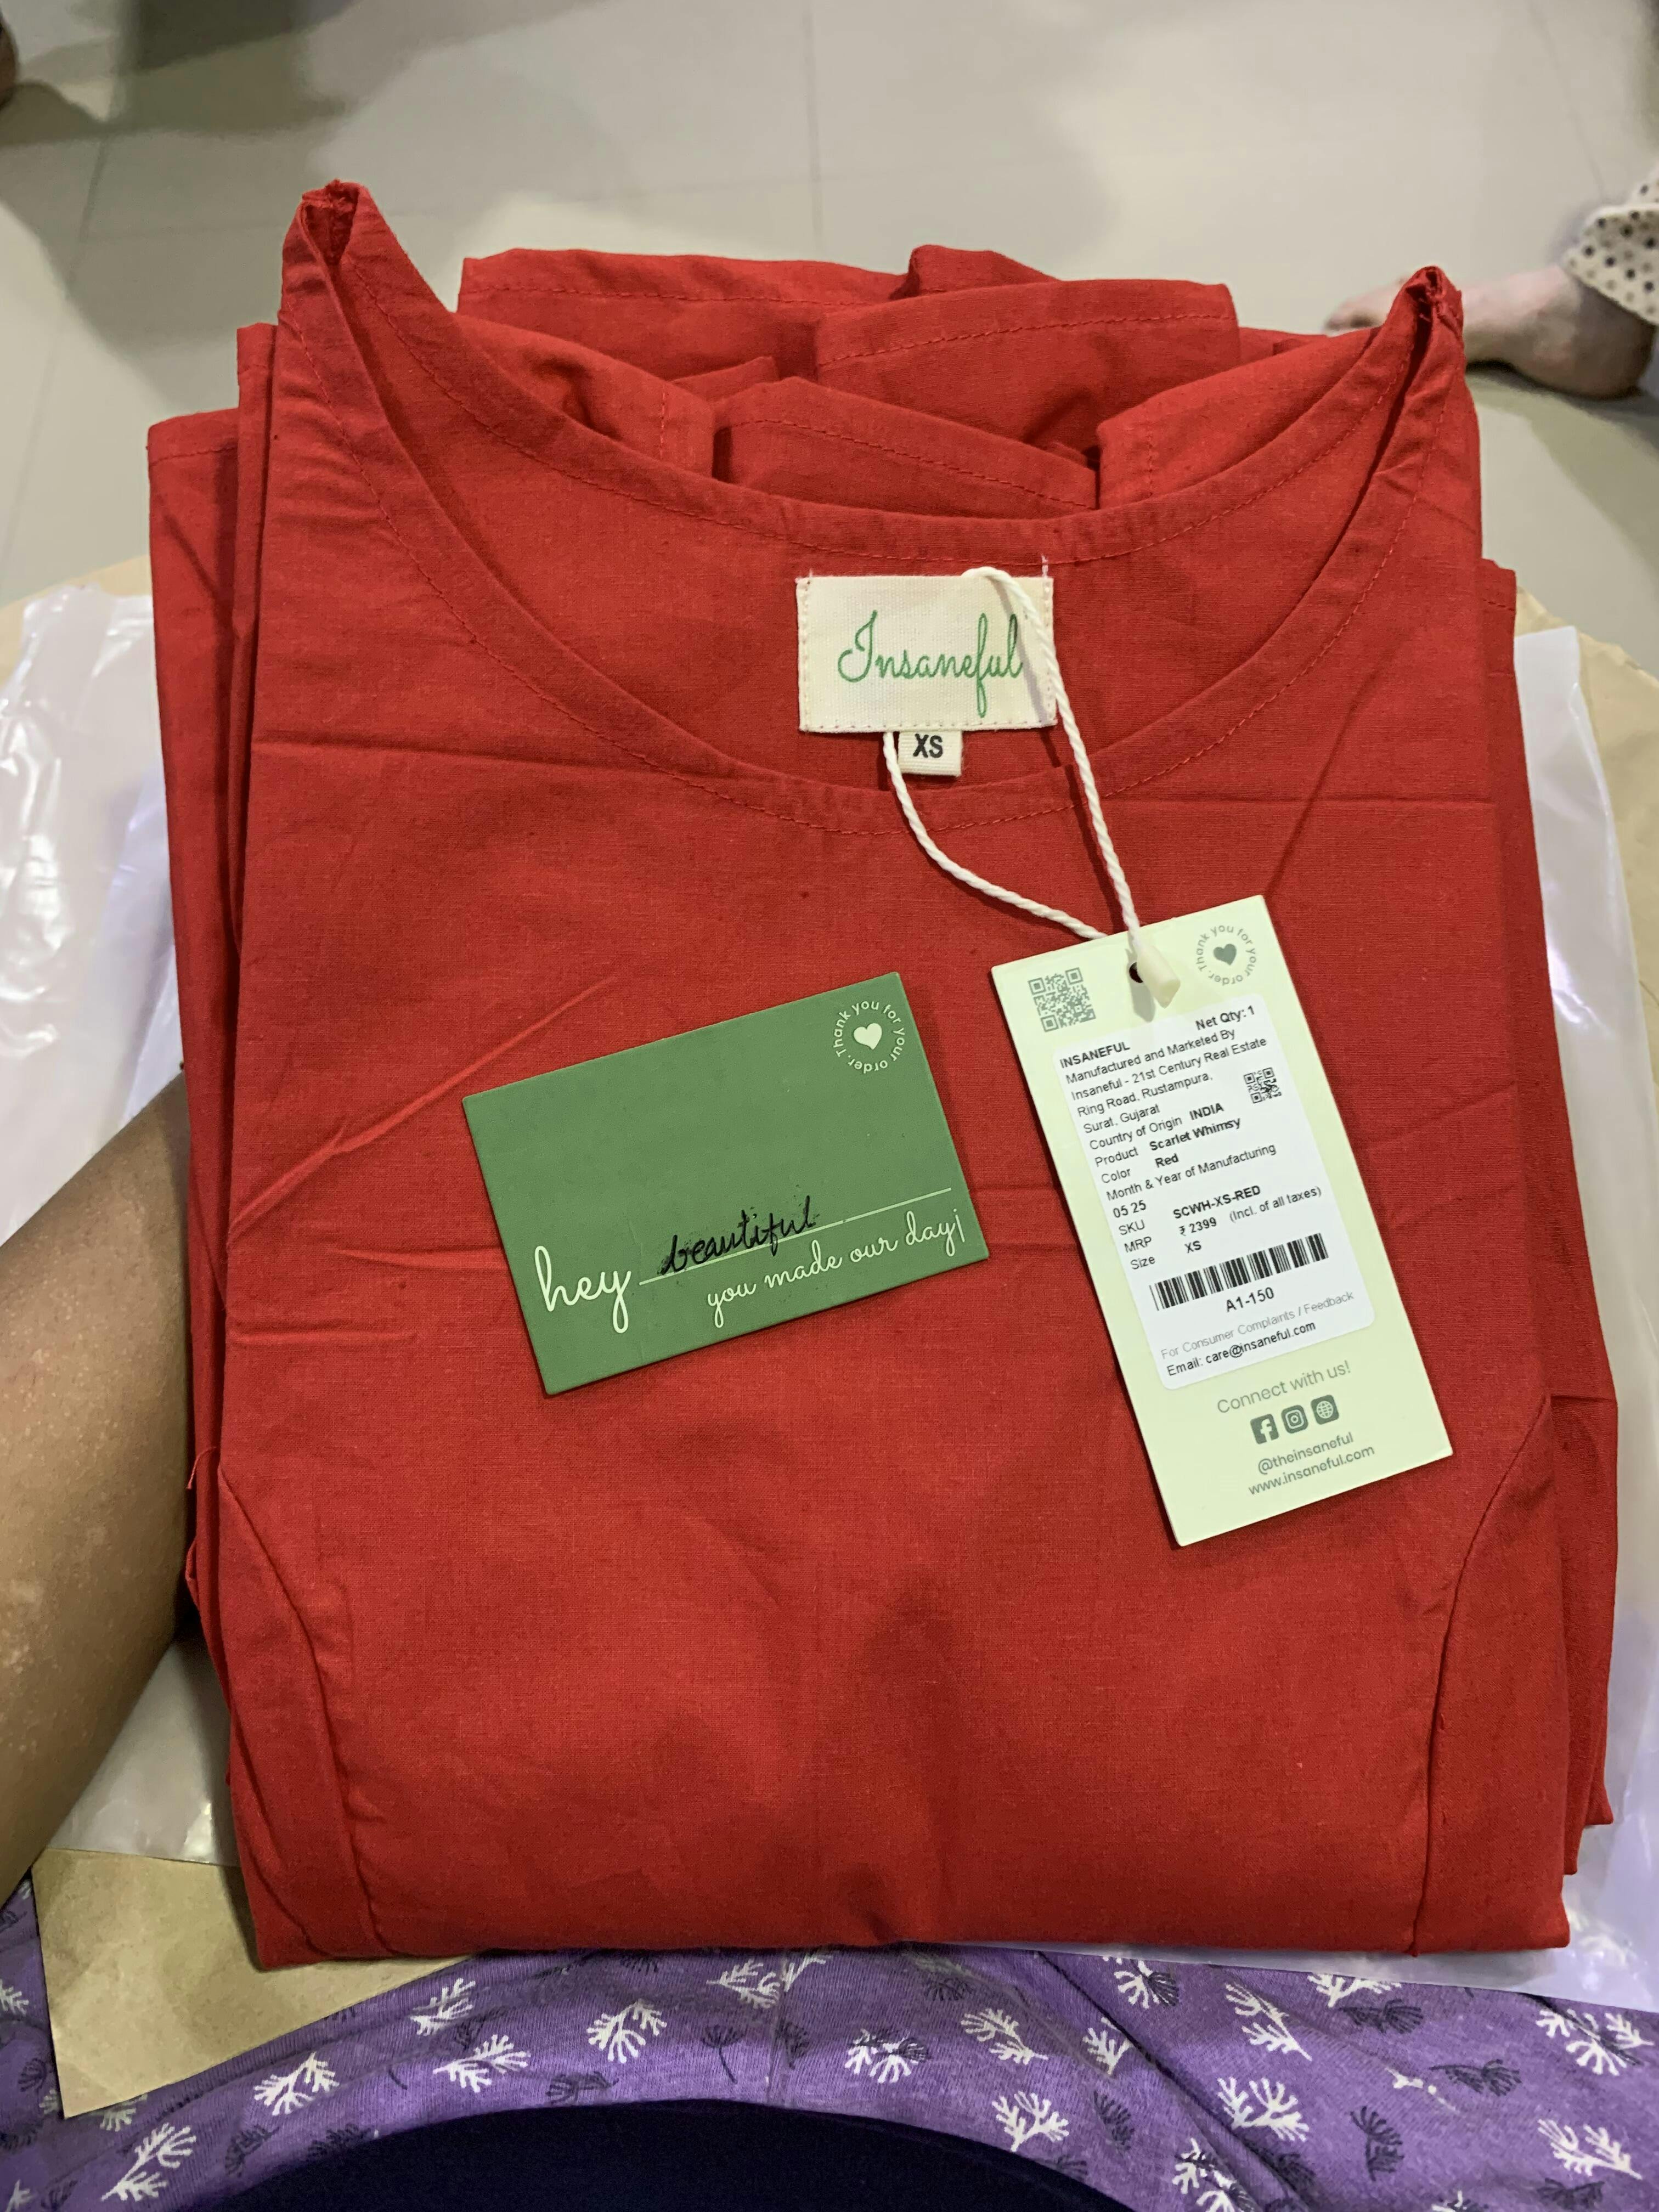 Insaneful
XS
Thank you for your order.
hey beautiful
you made our day!
Thank you for your order.
Net Qty: 1
INSANEFUL
Manufactured and Marketed By
Insaneful - 21st Century Real Estate
Ring Road, Rustampura,
Surat, Gujarat
Country of Origin INDIA
Product Scarlet Whimsy
Color Red
Month & Year of Manufacturing
05 25
SKU SCWH-XS-RED
MRP ₹ 2399 (Incl. of all taxes)
Size XS
A1-150
For Consumer Complaints / Feedback
Email: care@insaneful.com
Connect with us!
@theinsaneful
www.insaneful.com